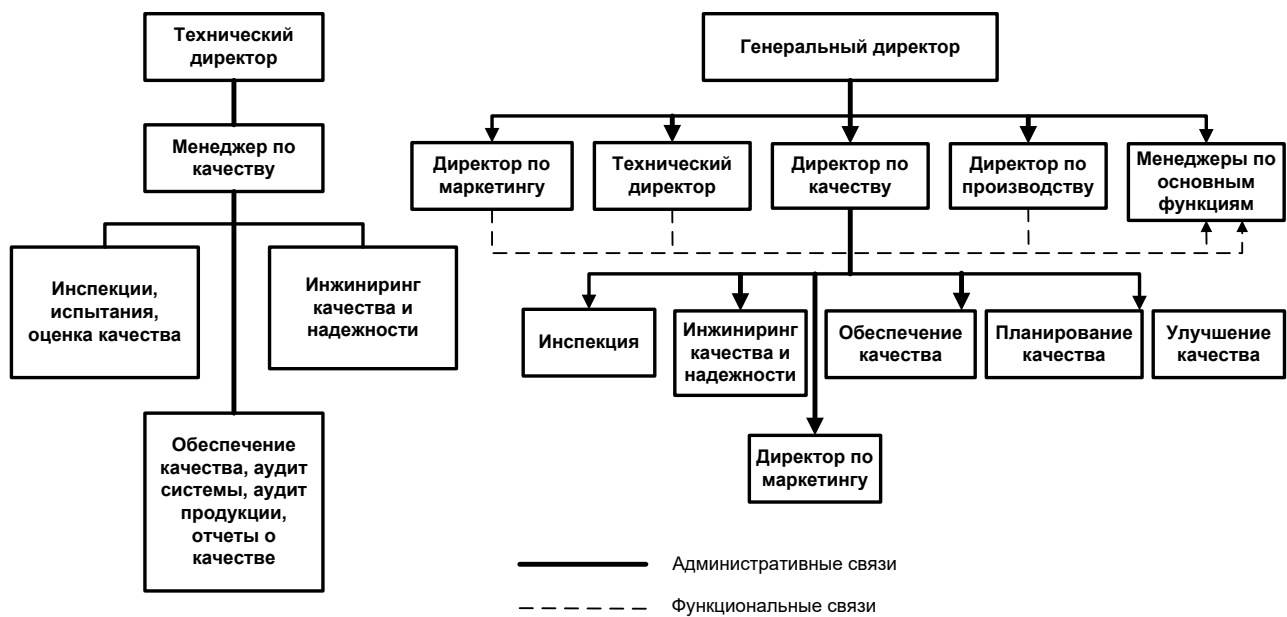 Технический
директор
Менеджер по
качеству
Инспекции,
испытания,
оценка качества
Инжиниринг
качества и
надежности
Обеспечение
качества, аудит
системы, аудит
продукции,
отчеты о
качестве
Генеральный директор
Директор по
маркетингу
Технический
директор
Директор по
качеству
Директор по
производству
Менеджеры по
основным
функциям
Инспекция
Инжиниринг
качества и
надежности
Обеспечение
качества
Планирование
качества
Улучшение
качества
Директор по
маркетингу
Административные связи
Функциональные связи